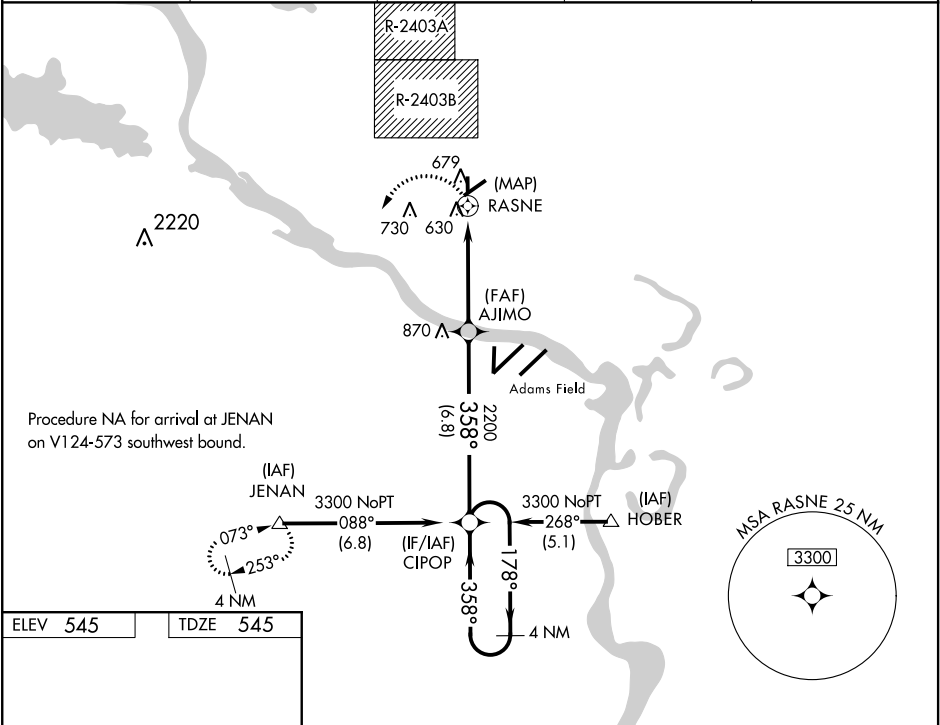 R-2403A
R-2403B
679
(MAP)
RASNE
730
630
2220
(FAF)
AJIMO
870
Adams Field
2200
358°
(6.8)
Procedure NA for arrival at JENAN
on V124-573 southwest bound.
(IAF)
JENAN
3300 NoPT
088°
(6.8)
(IF/IAF)
CIPOP
3300 NoPT
268°
(5.1)
(IAF)
HOBER
073°
253°
4 NM
358°
178°
4 NM
MSA RASNE 25 NM
3300
ELEV 545
TDZE 545